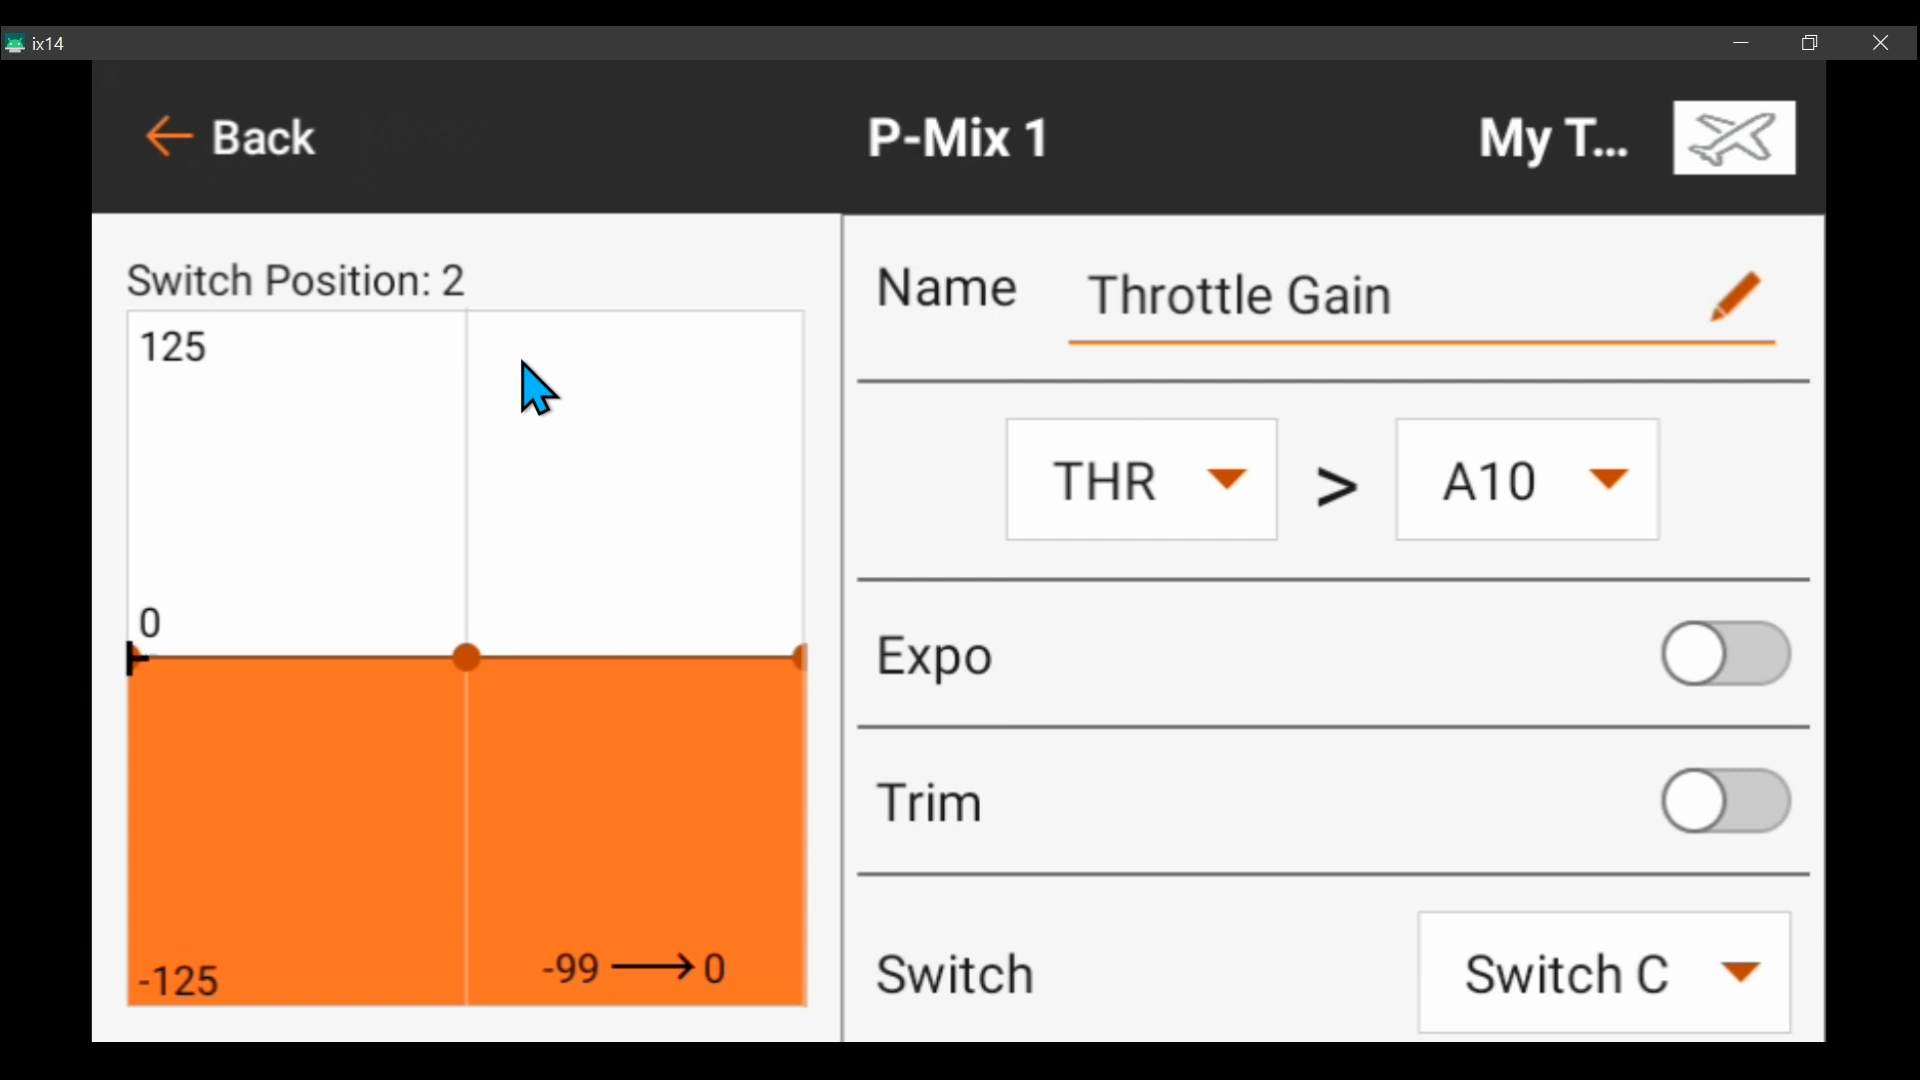 ix14
Back
P-Mix 1
My T...
Switch Position: 2
125
0
-125
-99 → 0
Name
Throttle Gain
THR > A10
Expo
Trim
Switch
Switch C